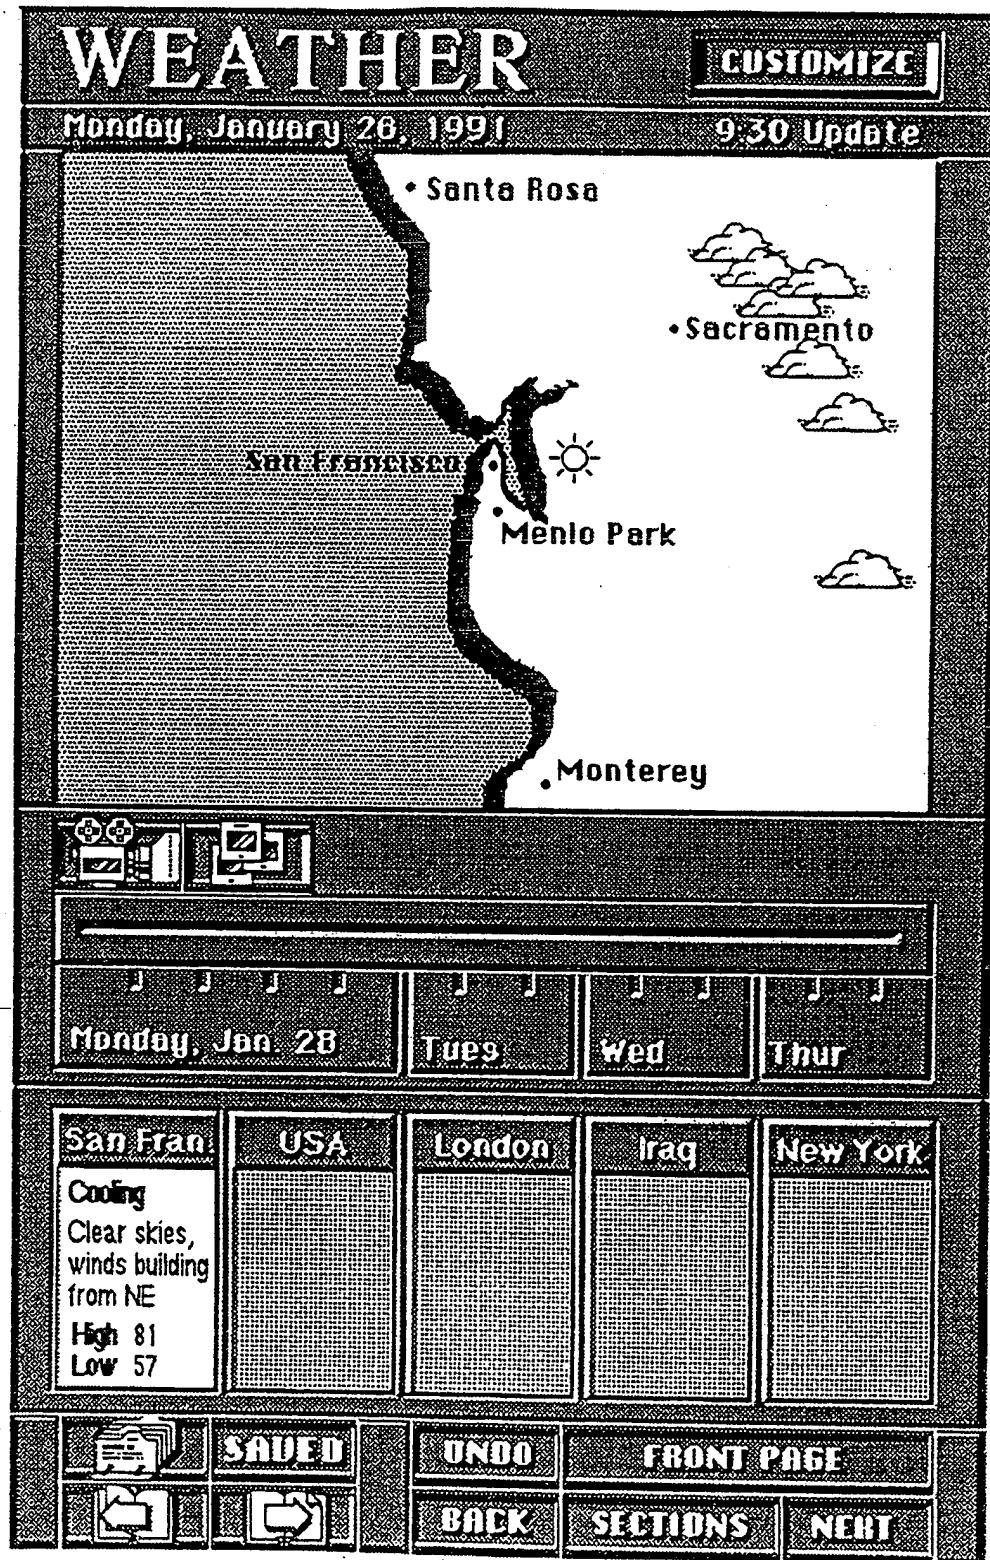 WEATHER
CUSTOMIZE
Monday, January 28, 1991
9:30 Update
Santa Rosa
Sacramento
San Francisco
Menlo Park
Monterey
Monday, Jan. 28
Tues
Wed
Thur
San Fran.
USA
London
Iraq
New York
Cooling
Clear skies,
winds building
from NE
High 81
Low 57
SAVED
UNDO
FRONT PAGE
BACK
SECTIONS
NEXT